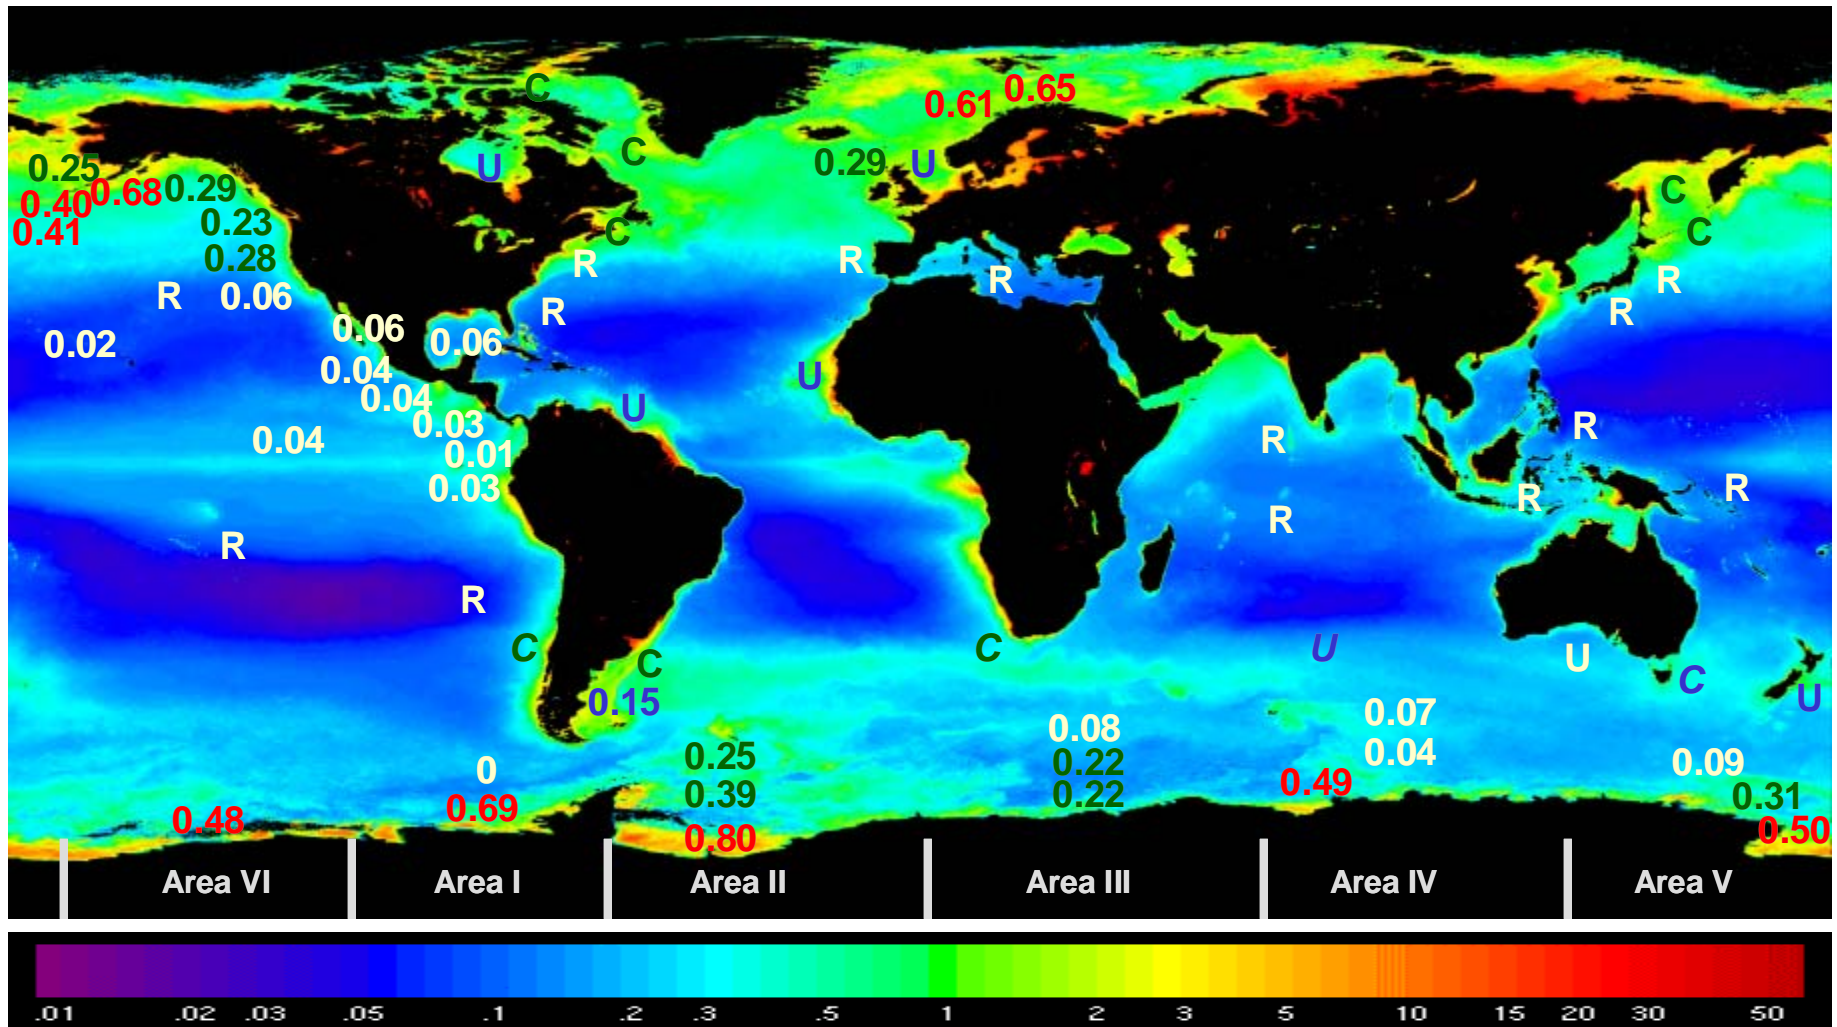 C
0.65
0.61
C
0.25
U
0.29
U
0.40
0.68
0.29
C
0.41
0.23
C
C
0.28
R
R
R
R
R
0.06
R
R
0.02
0.06
0.06
0.04
U
0.04
U
0.03
R
R
0.04
0.01
0.03
R
R
R
R
R
C
C
C
U
U
0.15
C
U
0.08
0.07
0.25
0.22
0.04
0
0.09
0.39
0.22
0.49
0.31
0.69
0.48
0.80
0.50
Area VI Area I Area II Area III Area IV Area V
.01 .02 .03 .05 .1 .2 .3 .5 1 2 3 5 10 15 20 30 50